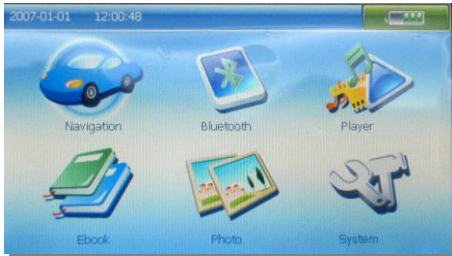 2007-01-01 12:00:48
Navigation Bluetooth Player
Ebook Photo System